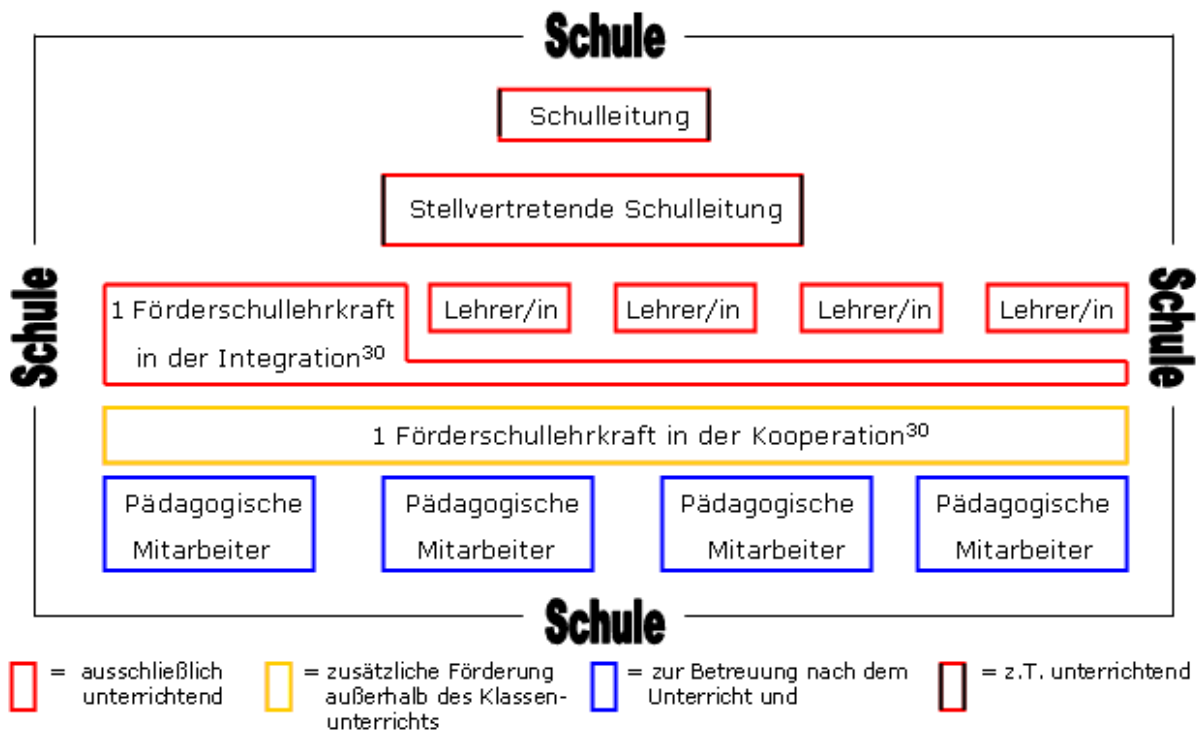 Schule
Schulleitung
Stellvertretende Schulleitung
Schule
Schule
1 Förderschullehrkraft
in der Integration³⁰
Lehrer/in
Lehrer/in
Lehrer/in
Lehrer/in
1 Förderschullehrkraft in der Kooperation³⁰
Pädagogische
Mitarbeiter
Pädagogische
Mitarbeiter
Pädagogische
Mitarbeiter
Pädagogische
Mitarbeiter
Schule
= ausschließlich
unterrichtend
= zusätzliche Förderung
außerhalb des Klassen-
unterrichts
= zur Betreuung nach dem
Unterricht und
= z.T. unterrichtend